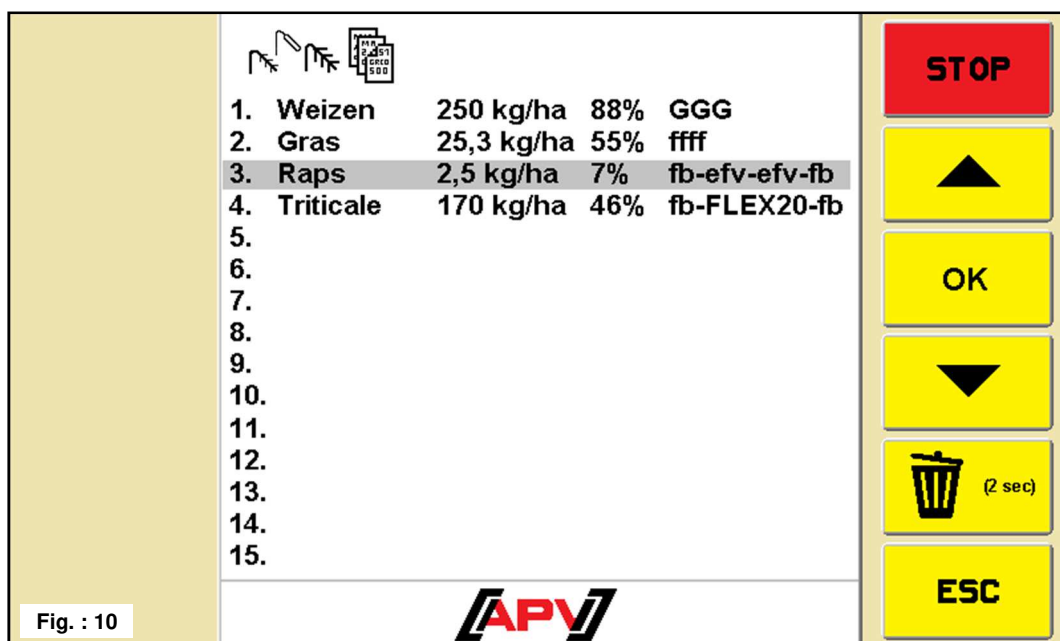 1. Weizen 250 kg/ha 88% GGG
2. Gras 25,3 kg/ha 55% ffff
3. Raps 2,5 kg/ha 7% fb-efv-efv-fb
4. Triticale 170 kg/ha 46% fb-FLEX20-fb
5.
6.
7.
8.
9.
10.
11.
12.
13.
14.
15.
STOP
OK
(2 sec)
ESC
APV
Fig. : 10